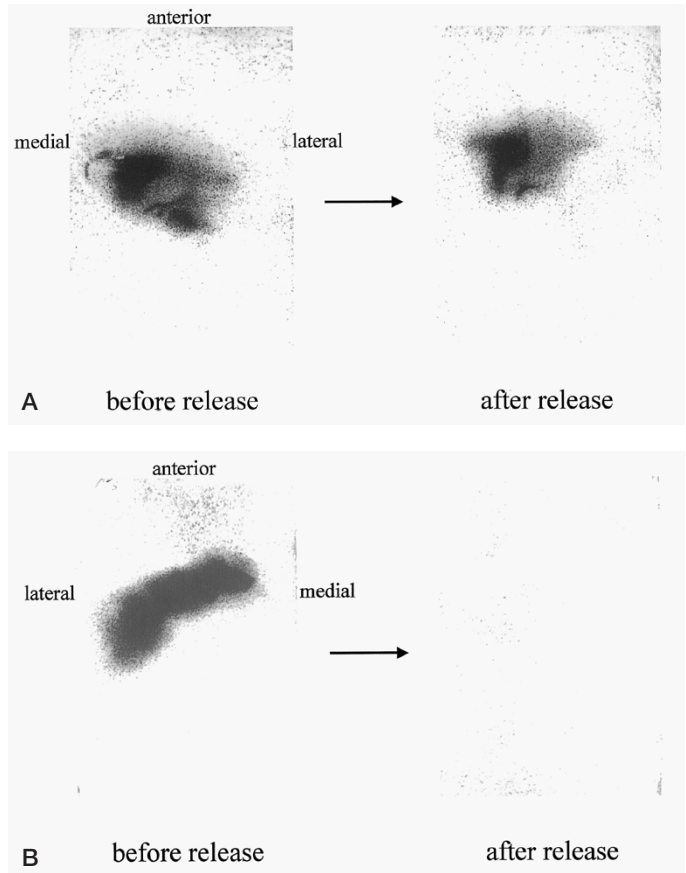 anterior
medial
lateral
A
before release
after release
anterior
lateral
medial
B
before release
after release